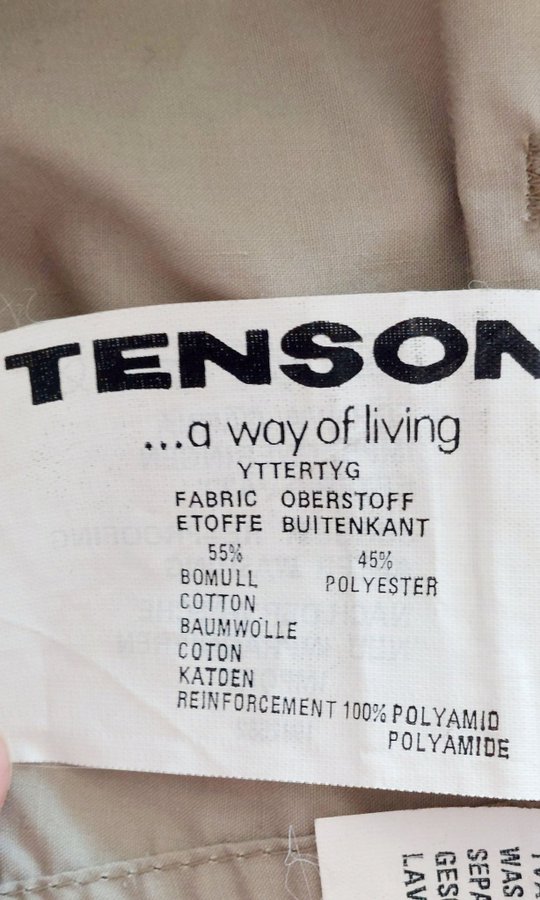 TENSON
...a way of living
YTTERTYG
FABRIC OBERSTOFF
ETOFFE BUITENKANT
55% 45%
BOMULL POLYESTER
COTTON
BAUMWOLLE
COTON
KATOEN
REINFORCEMENT 100% POLYAMID
POLYAMIDE
WAS
SEPA
GESO
LAV